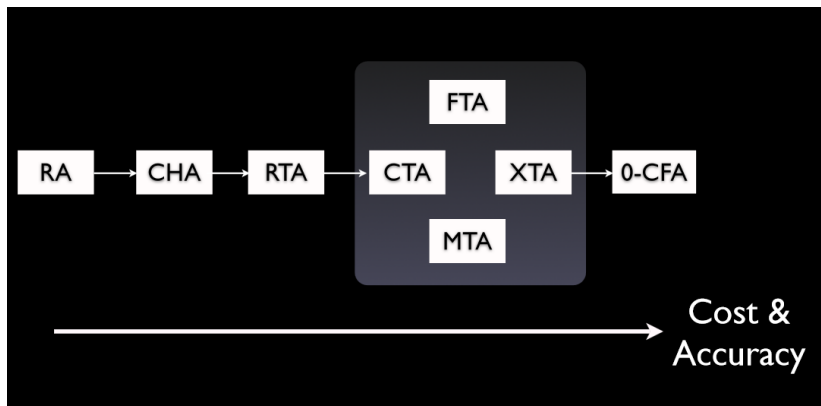 FTA
RA
CHA
RTA
CTA
XTA
0-CFA
MTA
Cost &
Accuracy